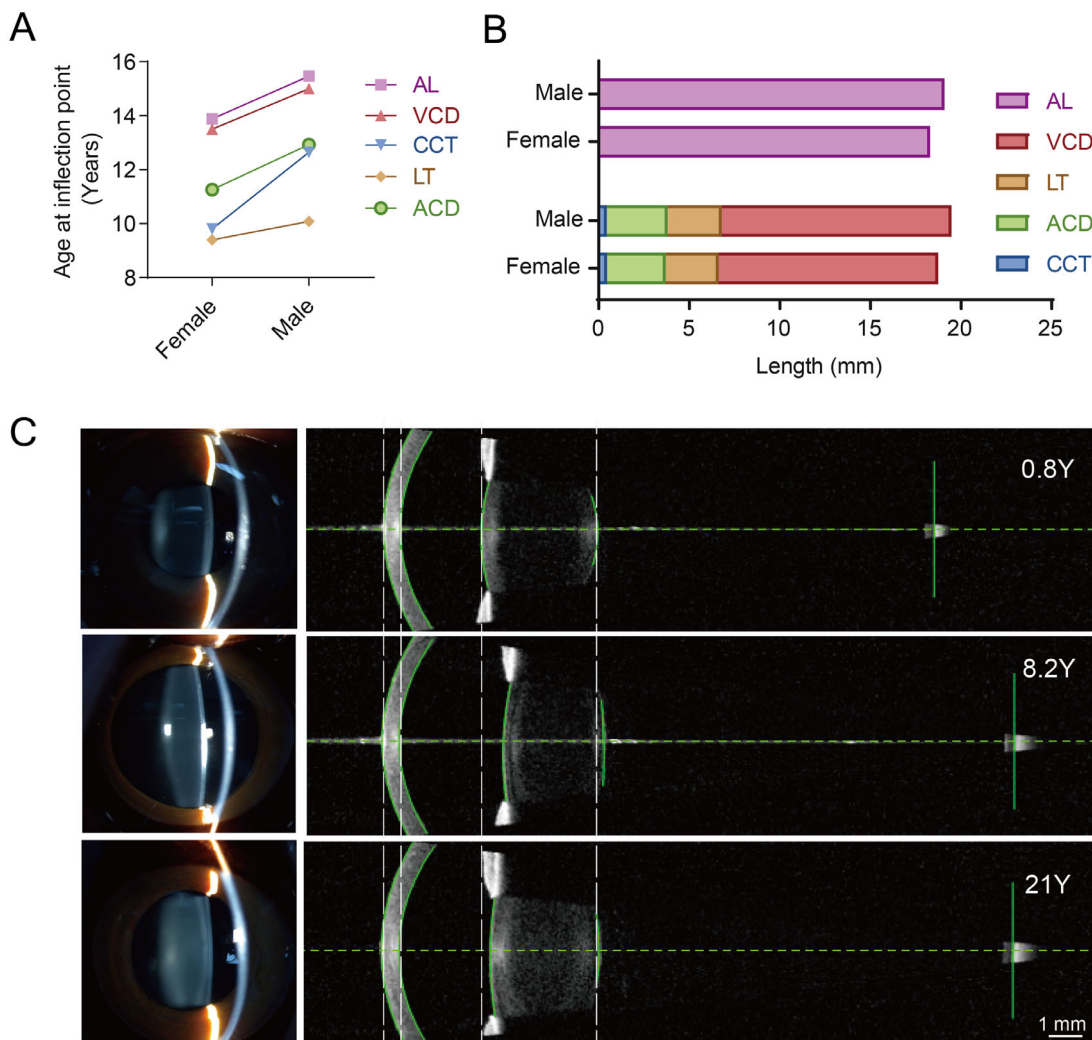 A
Age at inflection point
(Years)
16
14
12
10
8
Female
Male
AL
VCD
CCT
LT
ACD
B
Male
Female
Male
Female
0
5
10
15
20
25
Length (mm)
AL
VCD
LT
ACD
CCT
C
0.8Y
8.2Y
21Y
1 mm